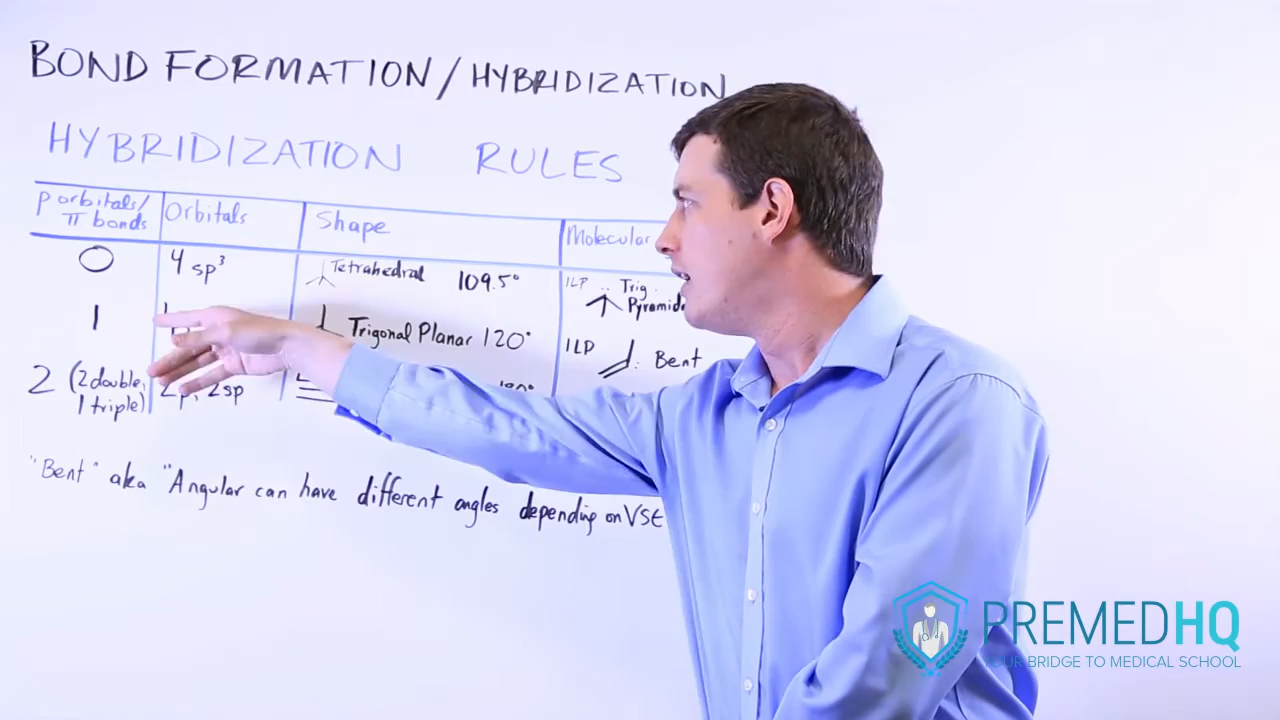 BOND FORMATION / HYBRIDIZATION
HYBRIDIZATION RULES
p orbitals/ π bonds
Orbitals
Shape
Molecular
0
4 sp³
Tetrahedral 109.5°
1LP
Trig. Pyramida
1
Trigonal Planar 120°
1LP
Bent
2 (2 double, 1 triple)
2p, 2sp
180°
"Bent" aka "Angular can have different angles depending on VSE
PREMEDHQ
YOUR BRIDGE TO MEDICAL SCHOOL